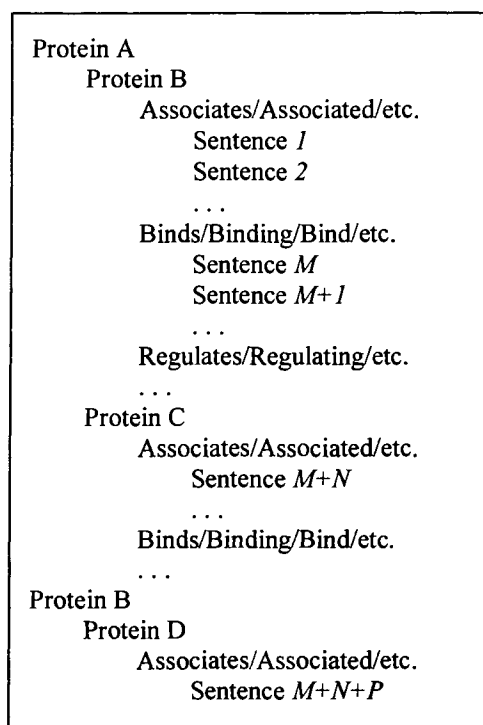 Protein A
Protein B
Associates/Associated/etc.
Sentence 1
Sentence 2
. . .
Binds/Binding/Bind/etc.
Sentence M
Sentence M+1
. . .
Regulates/Regulating/etc.
. . .
Protein C
Associates/Associated/etc.
Sentence M+N
. . .
Binds/Binding/Bind/etc.
. . .
Protein B
Protein D
Associates/Associated/etc.
Sentence M+N+P